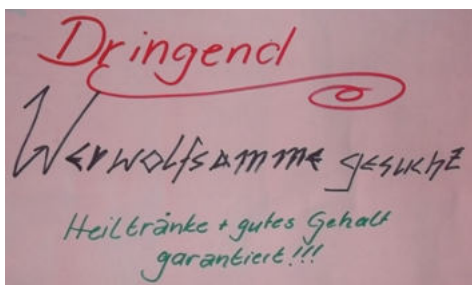 Dringend
Werwolfsamme gesucht
Heiltränke + gutes Gehalt
garantiert!!!